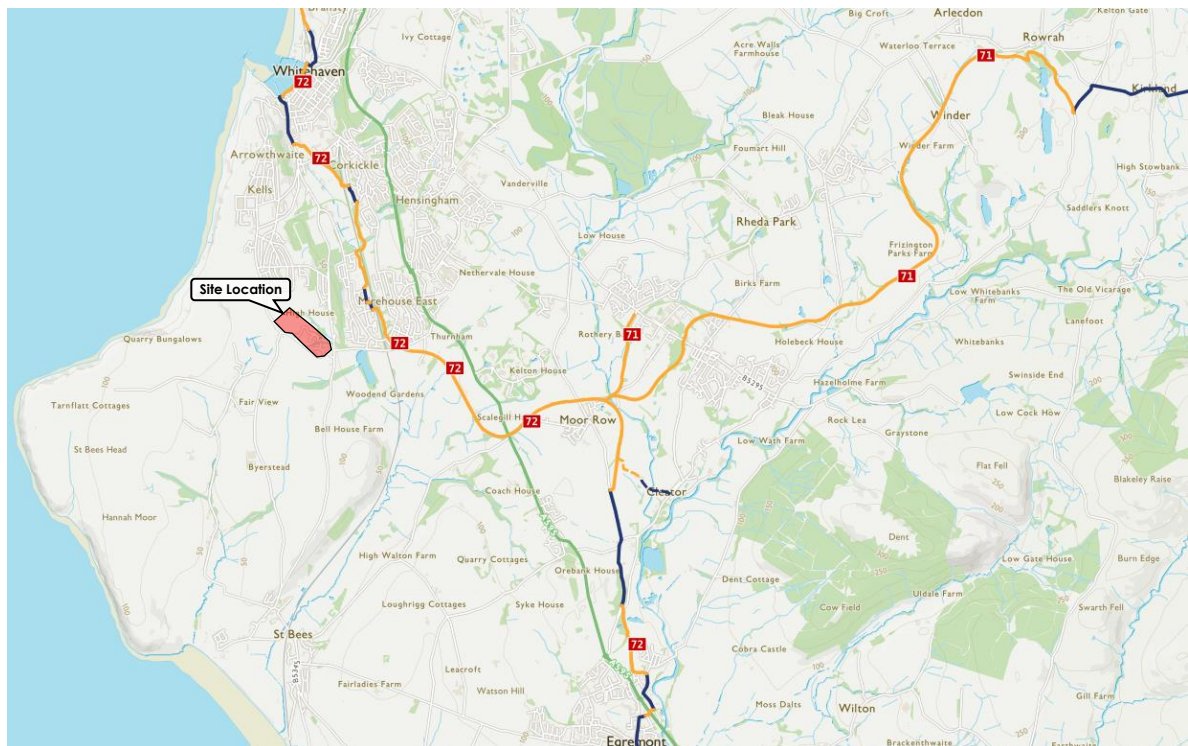 Bransty
Kelton Gate
Big Croft
Arlecdon
Ivy Cottage
Waterloo Terrace
Rowrah
Acre Walls
Farmhouse
71
Whitehaven
72
Kirkland
Bleak House
Winder
Winder Farm
Foumart Hill
Arrowthwaite
72
Corkickle
High Stowbank
Kells
Vanderville
Hensingham
Saddlers Knott
Rheda Park
Low House
Frizington
Parks Farm
Nethervale House
71
Site Location
Birks Farm
Low Whitebanks
Farm
The Old Vicarage
Mirehouse East
High House
Lannfoot
Quarry Bungalows
Thurnham
Rothery B
71
Holebeck House
Whitebanks
72
72
Kelton House
B5295
Swinside End
Hazelholme Farm
Tarnflatt Cottages
Fair View
Woodend Gardens
Low Cock How
Scalegill H
72
Moor Row
Rock Lea
Graystone
St Bees Head
Bell House Farm
Low Wath Farm
Byerstead
Flat Fell
Blakeley Raise
Coach House
Cleator
Hannah Moor
Dent
High Walton Farm
Quarry Cottages
Low Gate House
Burn Edge
Orebank House
Dent Cottage
Uldale Farm
Loughrigg Cottages
Syke House
Cow Field
Swarth Fell
St Bees
72
Cobra Castle
B5345
Leacroft
Fairladies Farm
Watson Hill
Gill Farm
Moss Dalts
Wilton
Egremont
Brackenthwaite